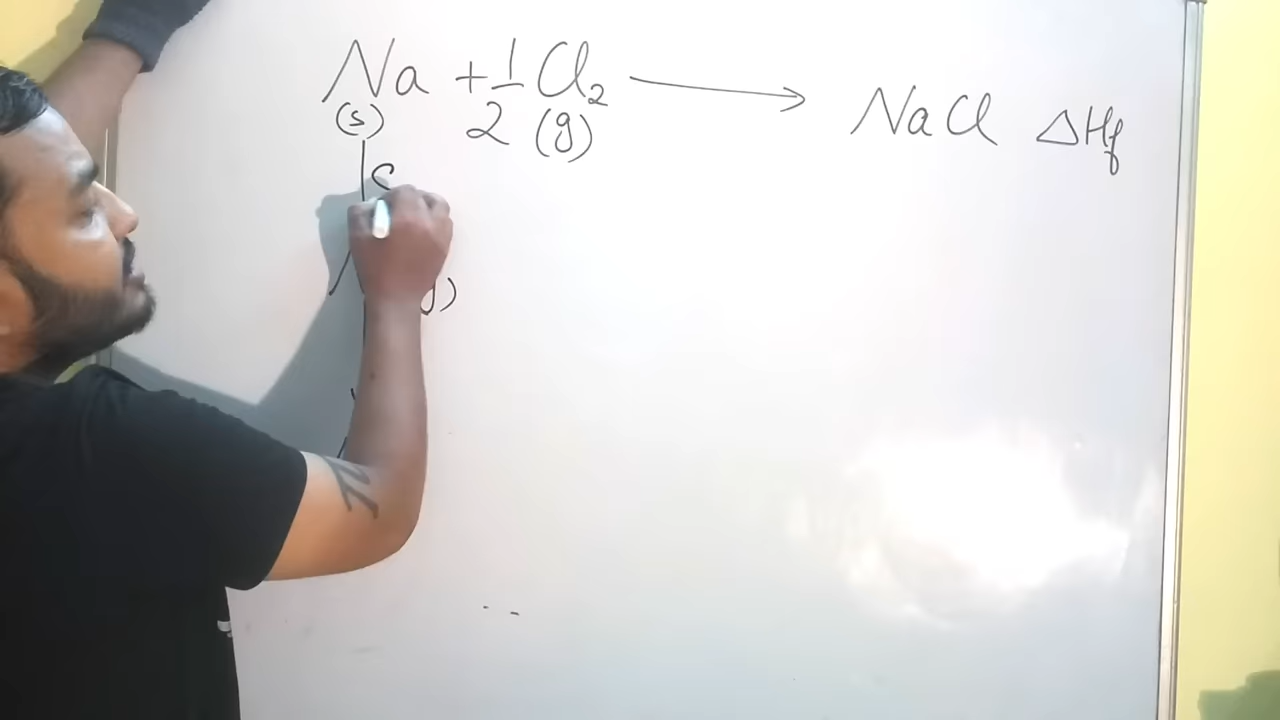 Na + 1/2 Cl₂ → NaCl ΔHf
(s) (g)